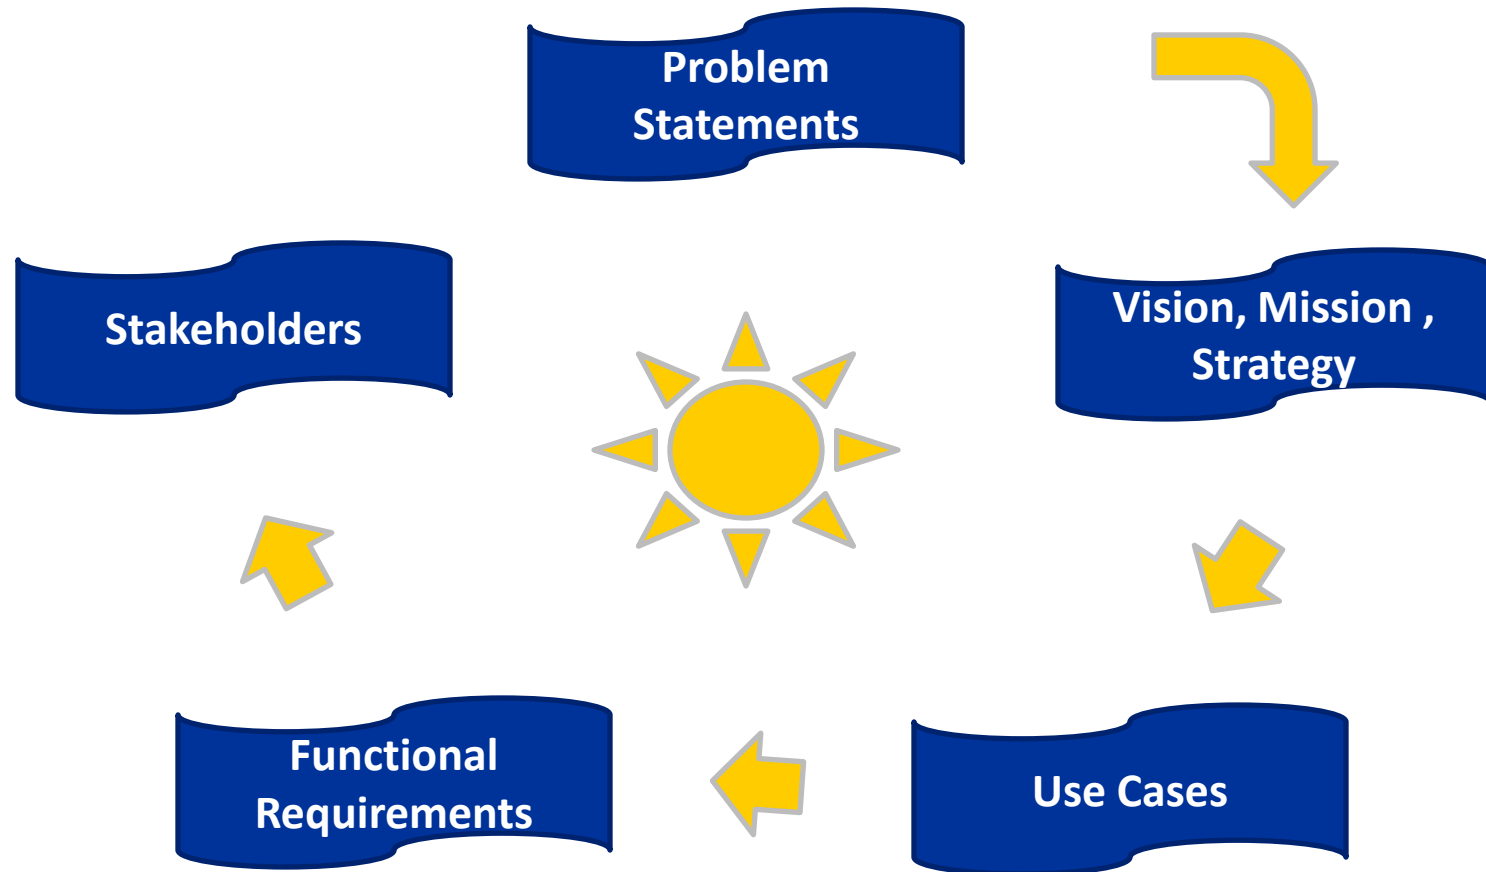 Problem
Statements
Stakeholders
Vision, Mission ,
Strategy
Functional
Requirements
Use Cases